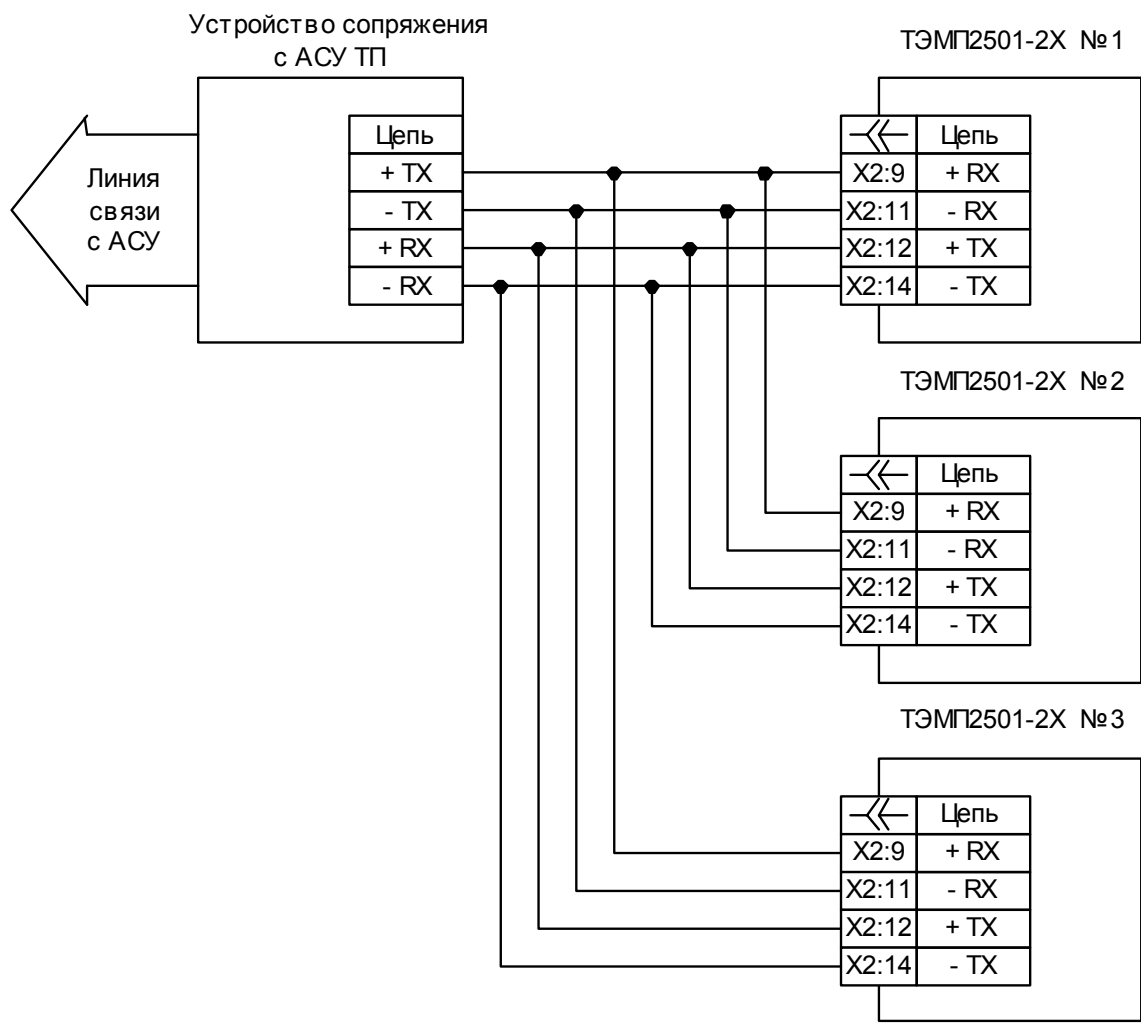 Устройство сопряжения
с АСУ ТП
Линия
связи
с АСУ
Цепь
+ TX
- TX
+ RX
- RX
ТЭМП2501-2Х №1
Цепь
X2:9 + RX
X2:11 - RX
X2:12 + TX
X2:14 - TX
ТЭМП2501-2Х №2
Цепь
X2:9 + RX
X2:11 - RX
X2:12 + TX
X2:14 - TX
ТЭМП2501-2Х №3
Цепь
X2:9 + RX
X2:11 - RX
X2:12 + TX
X2:14 - TX